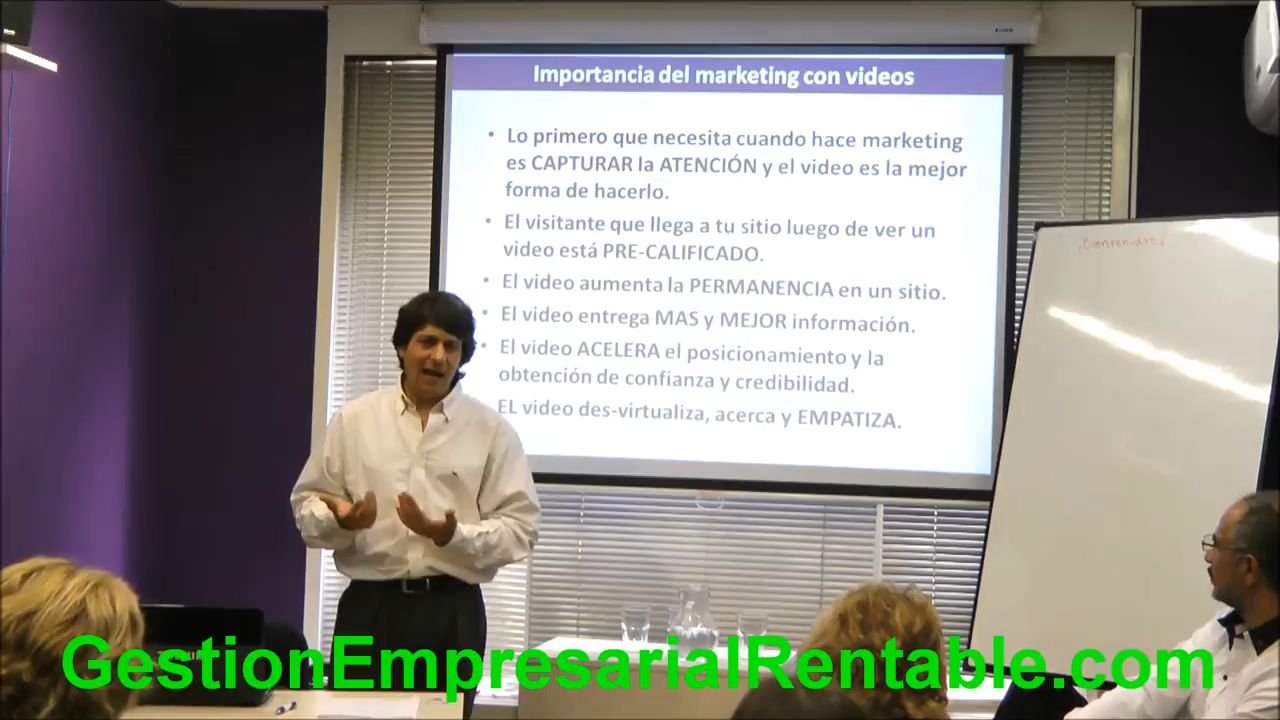 Importancia del marketing con videos
• Lo primero que necesita cuando hace marketing
es CAPTURAR la ATENCIÓN y el video es la mejor
forma de hacerlo.
• El visitante que llega a tu sitio luego de ver un
video está PRE-CALIFICADO.
• El video aumenta la PERMANENCIA en un sitio.
• El video entrega MAS y MEJOR información.
• El video ACELERA el posicionamiento y la
obtención de confianza y credibilidad.
EL video des-virtualiza, acerca y EMPATIZA.
¡Bienvenidos!
GestionEmpresarialRentable.com